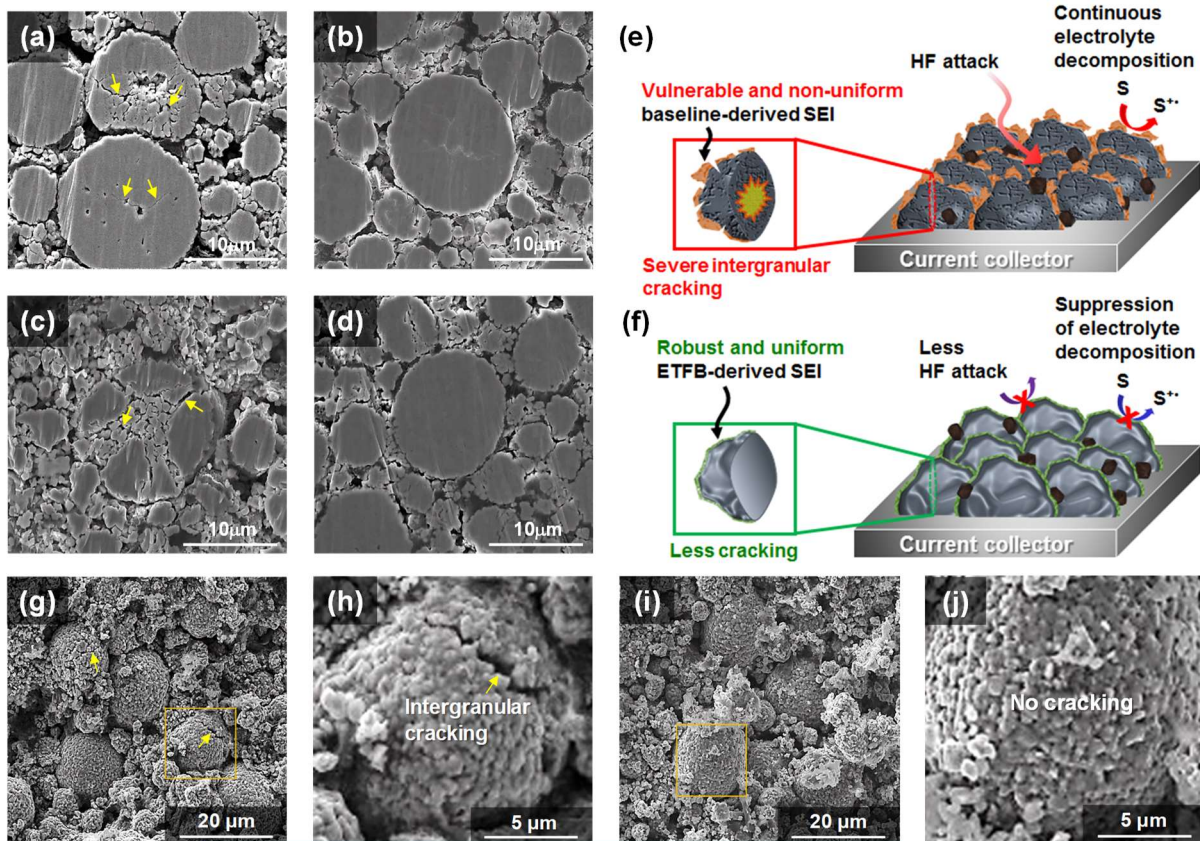 (a)
10μm
(b)
10μm
(c)
10μm
(d)
10μm
(e)
Continuous
electrolyte
decomposition
HF attack
S
S⁺•
Vulnerable and non-uniform
baseline-derived SEI
Severe intergranular
cracking
Current collector
(f)
Suppression
of electrolyte
decomposition
Less
HF attack
S
S⁺•
Robust and uniform
ETFB-derived SEI
Less cracking
Current collector
(g)
20 μm
(h)
Intergranular
cracking
5 μm
(i)
20 μm
(j)
No cracking
5 μm